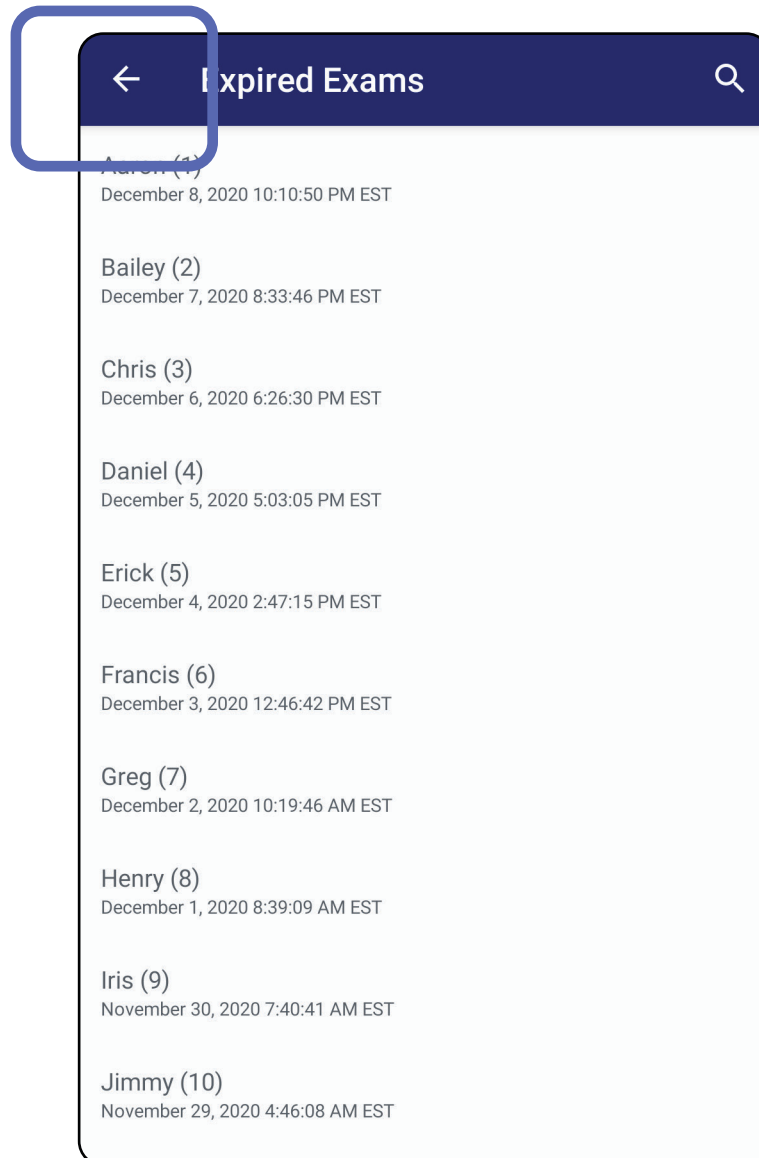 Expired Exams
Aaron (1)
December 8, 2020 10:10:50 PM EST
Bailey (2)
December 7, 2020 8:33:46 PM EST
Chris (3)
December 6, 2020 6:26:30 PM EST
Daniel (4)
December 5, 2020 5:03:05 PM EST
Erick (5)
December 4, 2020 2:47:15 PM EST
Francis (6)
December 3, 2020 12:46:42 PM EST
Greg (7)
December 2, 2020 10:19:46 AM EST
Henry (8)
December 1, 2020 8:39:09 AM EST
Iris (9)
November 30, 2020 7:40:41 AM EST
Jimmy (10)
November 29, 2020 4:46:08 AM EST